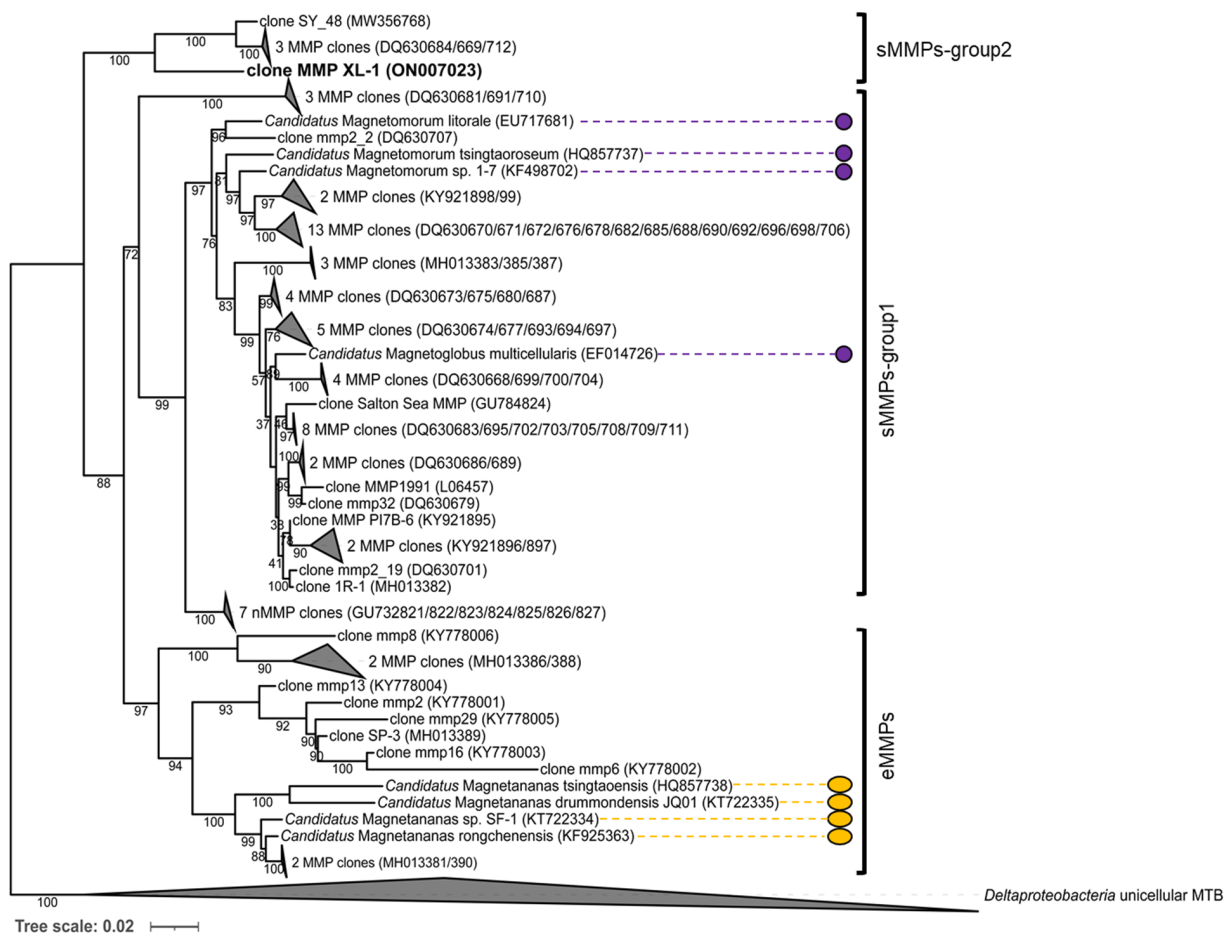 clone SY_48 (MW356768)
100
100
3 MMP clones (DQ630684/669/712)
sMMPs-group2
100
clone MMP XL-1 (ON007023)
3 MMP clones (DQ630681/691/710)
100
Candidatus Magnetomorum litorale (EU717681)
96
clone mmp2_2 (DQ630707)
Candidatus Magnetomorum tsingtaoroseum (HQ857737)
Candidatus Magnetomorum sp. 1-7 (KF498702)
97
97
2 MMP clones (KY921898/99)
97
97
13 MMP clones (DQ630670/671/672/676/678/682/685/688/690/692/696/698/706)
100
76
72
3 MMP clones (MH013383/385/387)
100
4 MMP clones (DQ630673/675/680/687)
99
83
sMMPs-group1
5 MMP clones (DQ630674/677/693/694/697)
76
99
Candidatus Magnetoglobus multicellularis (EF014726)
57
4 MMP clones (DQ630668/699/700/704)
100
99
clone Salton Sea MMP (GU784824)
37
46
8 MMP clones (DQ630683/695/702/703/705/708/709/711)
97
100
2 MMP clones (DQ630686/689)
88
99
clone MMP1991 (L06457)
99
clone mmp32 (DQ630679)
clone MMP PI7B-6 (KY921895)
78
2 MMP clones (KY921896/897)
90
41
clone mmp2_19 (DQ630701)
100
clone 1R-1 (MH013382)
7 nMMP clones (GU732821/822/823/824/825/826/827)
100
clone mmp8 (KY778006)
100
2 MMP clones (MH013386/388)
90
clone mmp13 (KY778004)
clone mmp2 (KY778001)
93
97
clone mmp29 (KY778005)
92
clone SP-3 (MH013389)
90
90
clone mmp16 (KY778003)
eMMPs
100
clone mmp6 (KY778002)
94
Candidatus Magnetananas tsingtaoensis (HQ857738)
100
Candidatus Magnetananas drummondensis JQ01 (KT722335)
100
Candidatus Magnetananas sp. SF-1 (KT722334)
99
Candidatus Magnetananas rongchenensis (KF925363)
88
100
2 MMP clones (MH013381/390)
100
Deltaproteobacteria unicellular MTB
Tree scale: 0.02